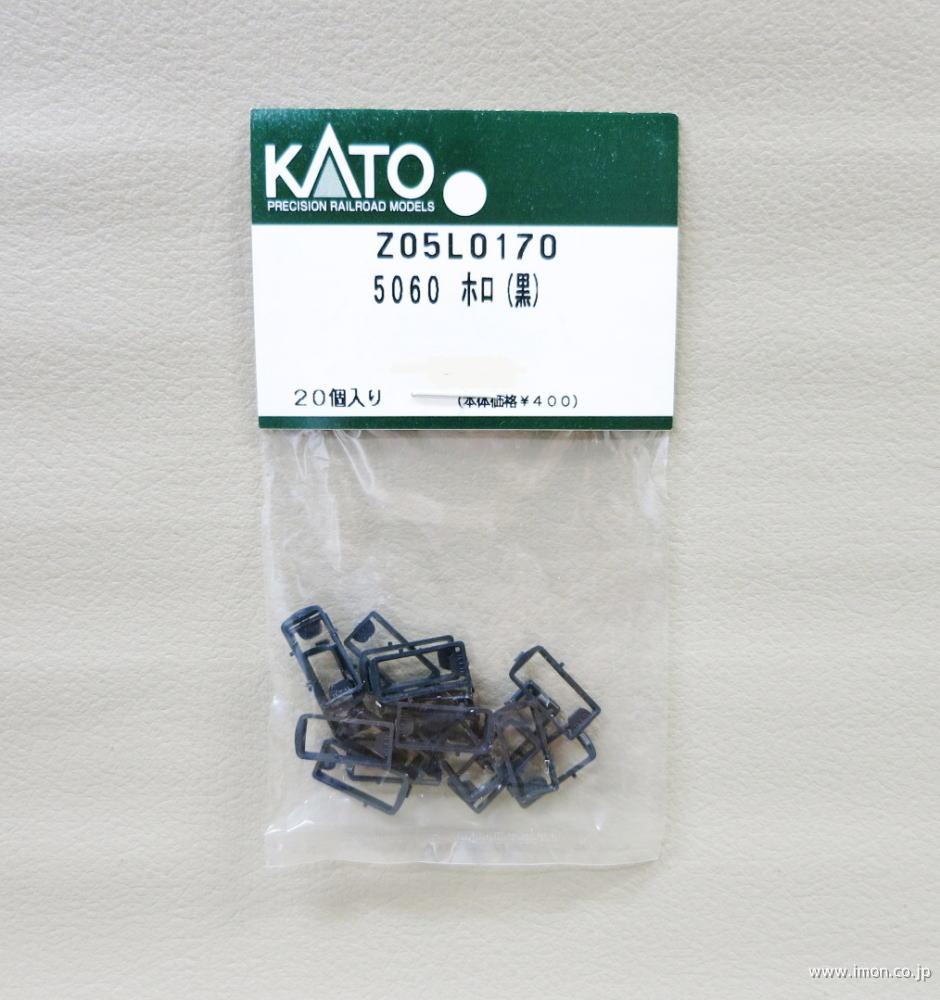 KATO
PRECISION RAILROAD MODELS
Z05L0170
5060 ホロ(黒)
20個入り
(本体価格¥400)
www.imon.co.jp